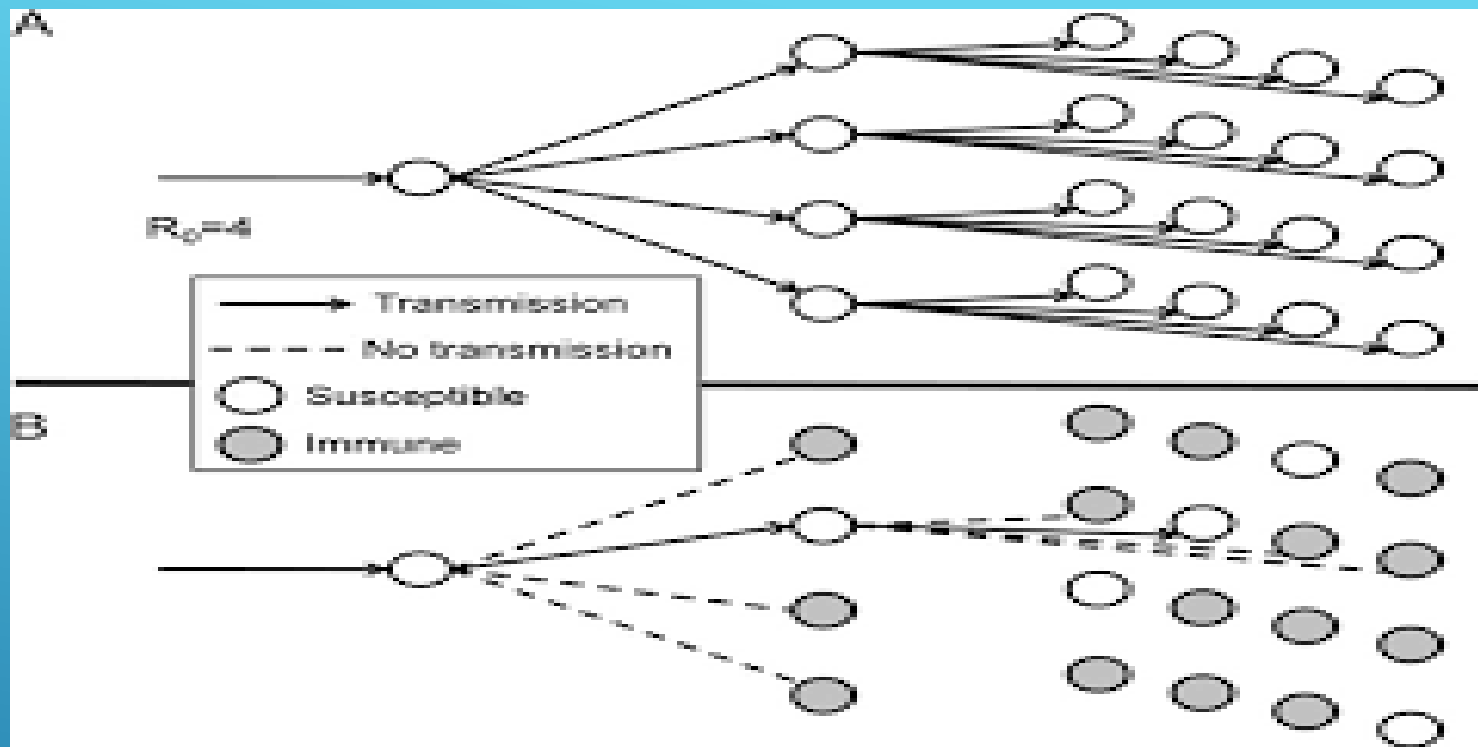 A
R₀=4
Transmission
No transmission
Susceptible
Immune
B